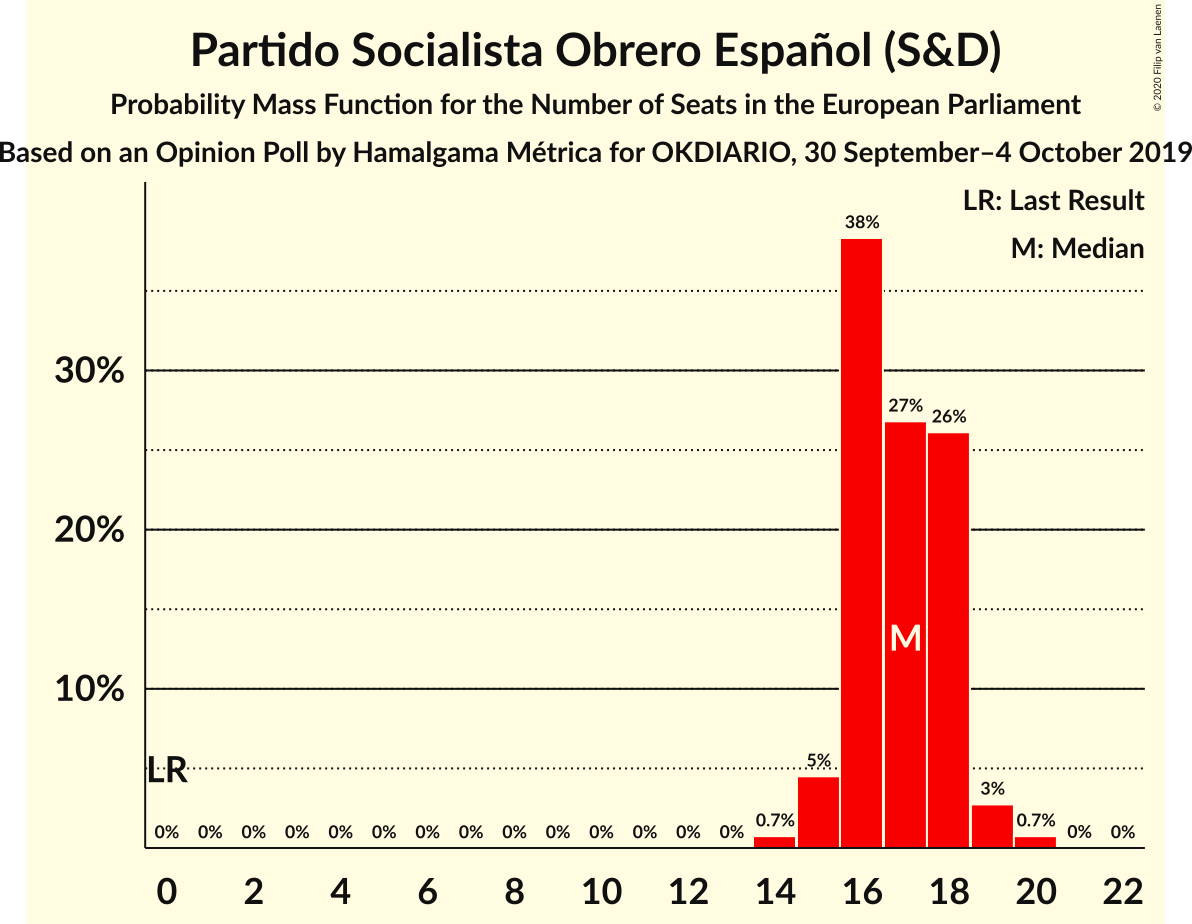 Partido Socialista Obrero Español (S&D)
Probability Mass Function for the Number of Seats in the European Parliament
Based on an Opinion Poll by Hamalgama Métrica for OKDIARIO, 30 September–4 October 2019
© 2020 Filip van Laenen
LR: Last Result
M: Median
38%
30%
27%
26%
20%
M
10%
LR
5%
3%
0% 0% 0% 0% 0% 0% 0% 0% 0% 0% 0% 0% 0% 0% 0.7% 0.7% 0% 0%
0 2 4 6 8 10 12 14 16 18 20 22